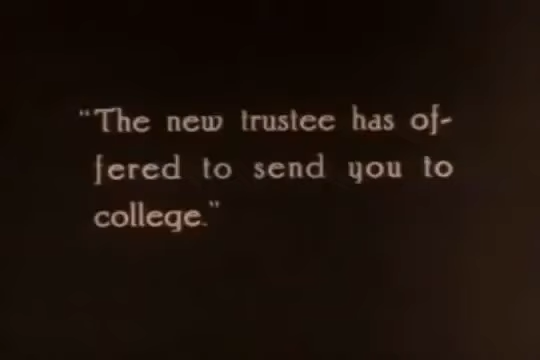 "The new trustee has of-
fered to send you to
college."